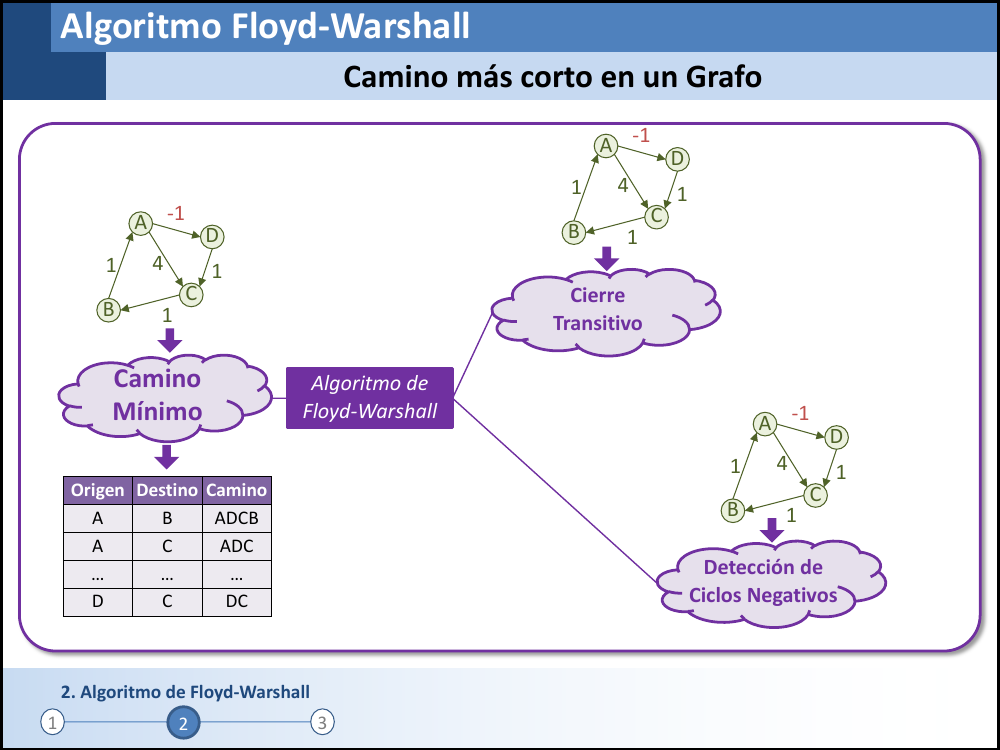 Algoritmo Floyd-Warshall
Camino más corto en un Grafo
A
-1
D
1
4
1
C
B
1
Camino
Mínimo
Origen Destino Camino
A B ADCB
A C ADC
... ... ...
D C DC
Algoritmo de
Floyd-Warshall
A
-1
D
1
4
1
C
B
1
Cierre
Transitivo
A
-1
D
1
4
1
C
B
1
Detección de
Ciclos Negativos
2. Algoritmo de Floyd-Warshall
1 2 3